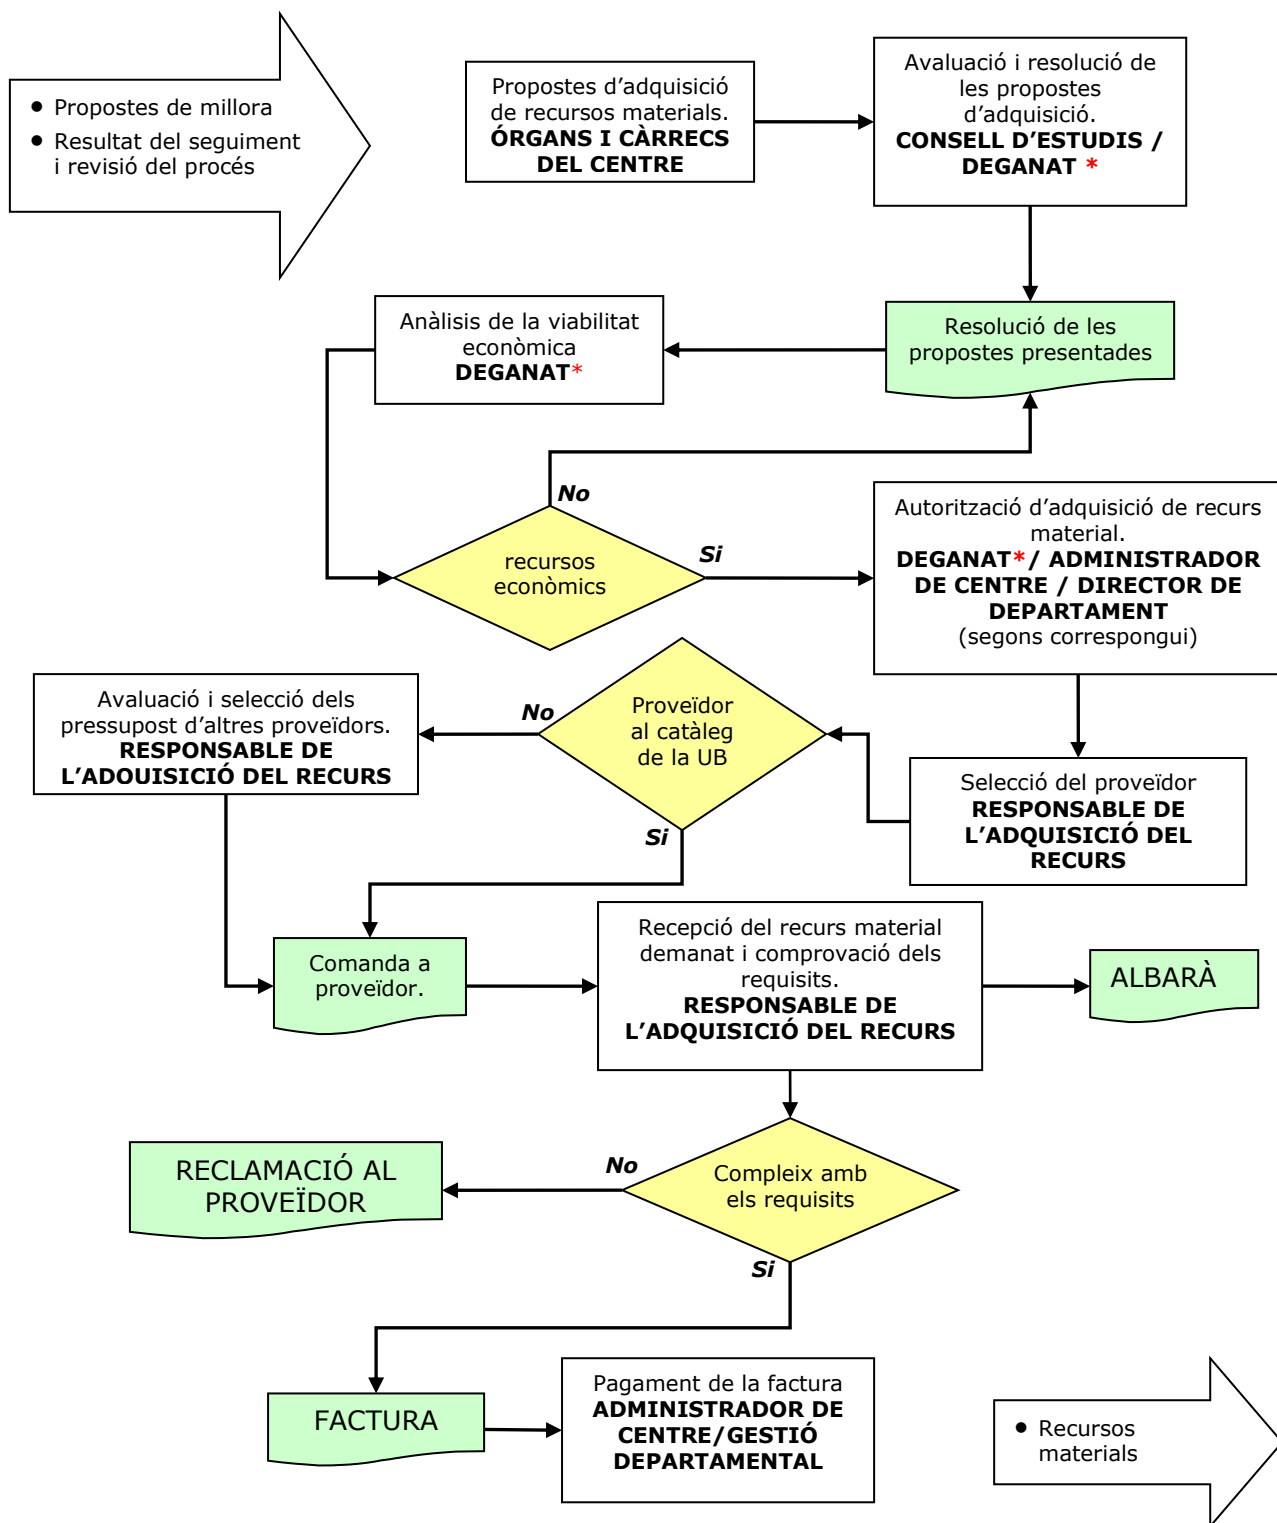 • Propostes de millora
• Resultat del seguiment
i revisió del procés
Propostes d’adquisició
de recursos materials.
ÓRGANS I CÀRRECS
DEL CENTRE
Avaluació i resolució de
les propostes
d’adquisició.
CONSELL D’ESTUDIS /
DEGANAT *
Anàlisis de la viabilitat
econòmica
DEGANAT*
Resolució de les
propostes presentades
No
recursos
econòmics
Si
Autorització d’adquisició de recurs
material.
DEGANAT*/ ADMINISTRADOR
DE CENTRE / DIRECTOR DE
DEPARTAMENT
(segons correspongui)
Avaluació i selecció dels
pressupost d’altres proveïdors.
RESPONSABLE DE
L’ADOUISICIÓ DEL RECURS
No
Proveïdor
al catàleg
de la UB
Si
Selecció del proveïdor
RESPONSABLE DE
L’ADQUISICIÓ DEL
RECURS
Comanda a
proveïdor.
Recepció del recurs material
demanat i comprovació dels
requisits.
RESPONSABLE DE
L’ADQUISICIÓ DEL RECURS
ALBARÀ
RECLAMACIÓ AL
PROVEÏDOR
No
Compleix amb
els requisits
Si
FACTURA
Pagament de la factura
ADMINISTRADOR DE
CENTRE/GESTIÓ
DEPARTAMENTAL
• Recursos
materials